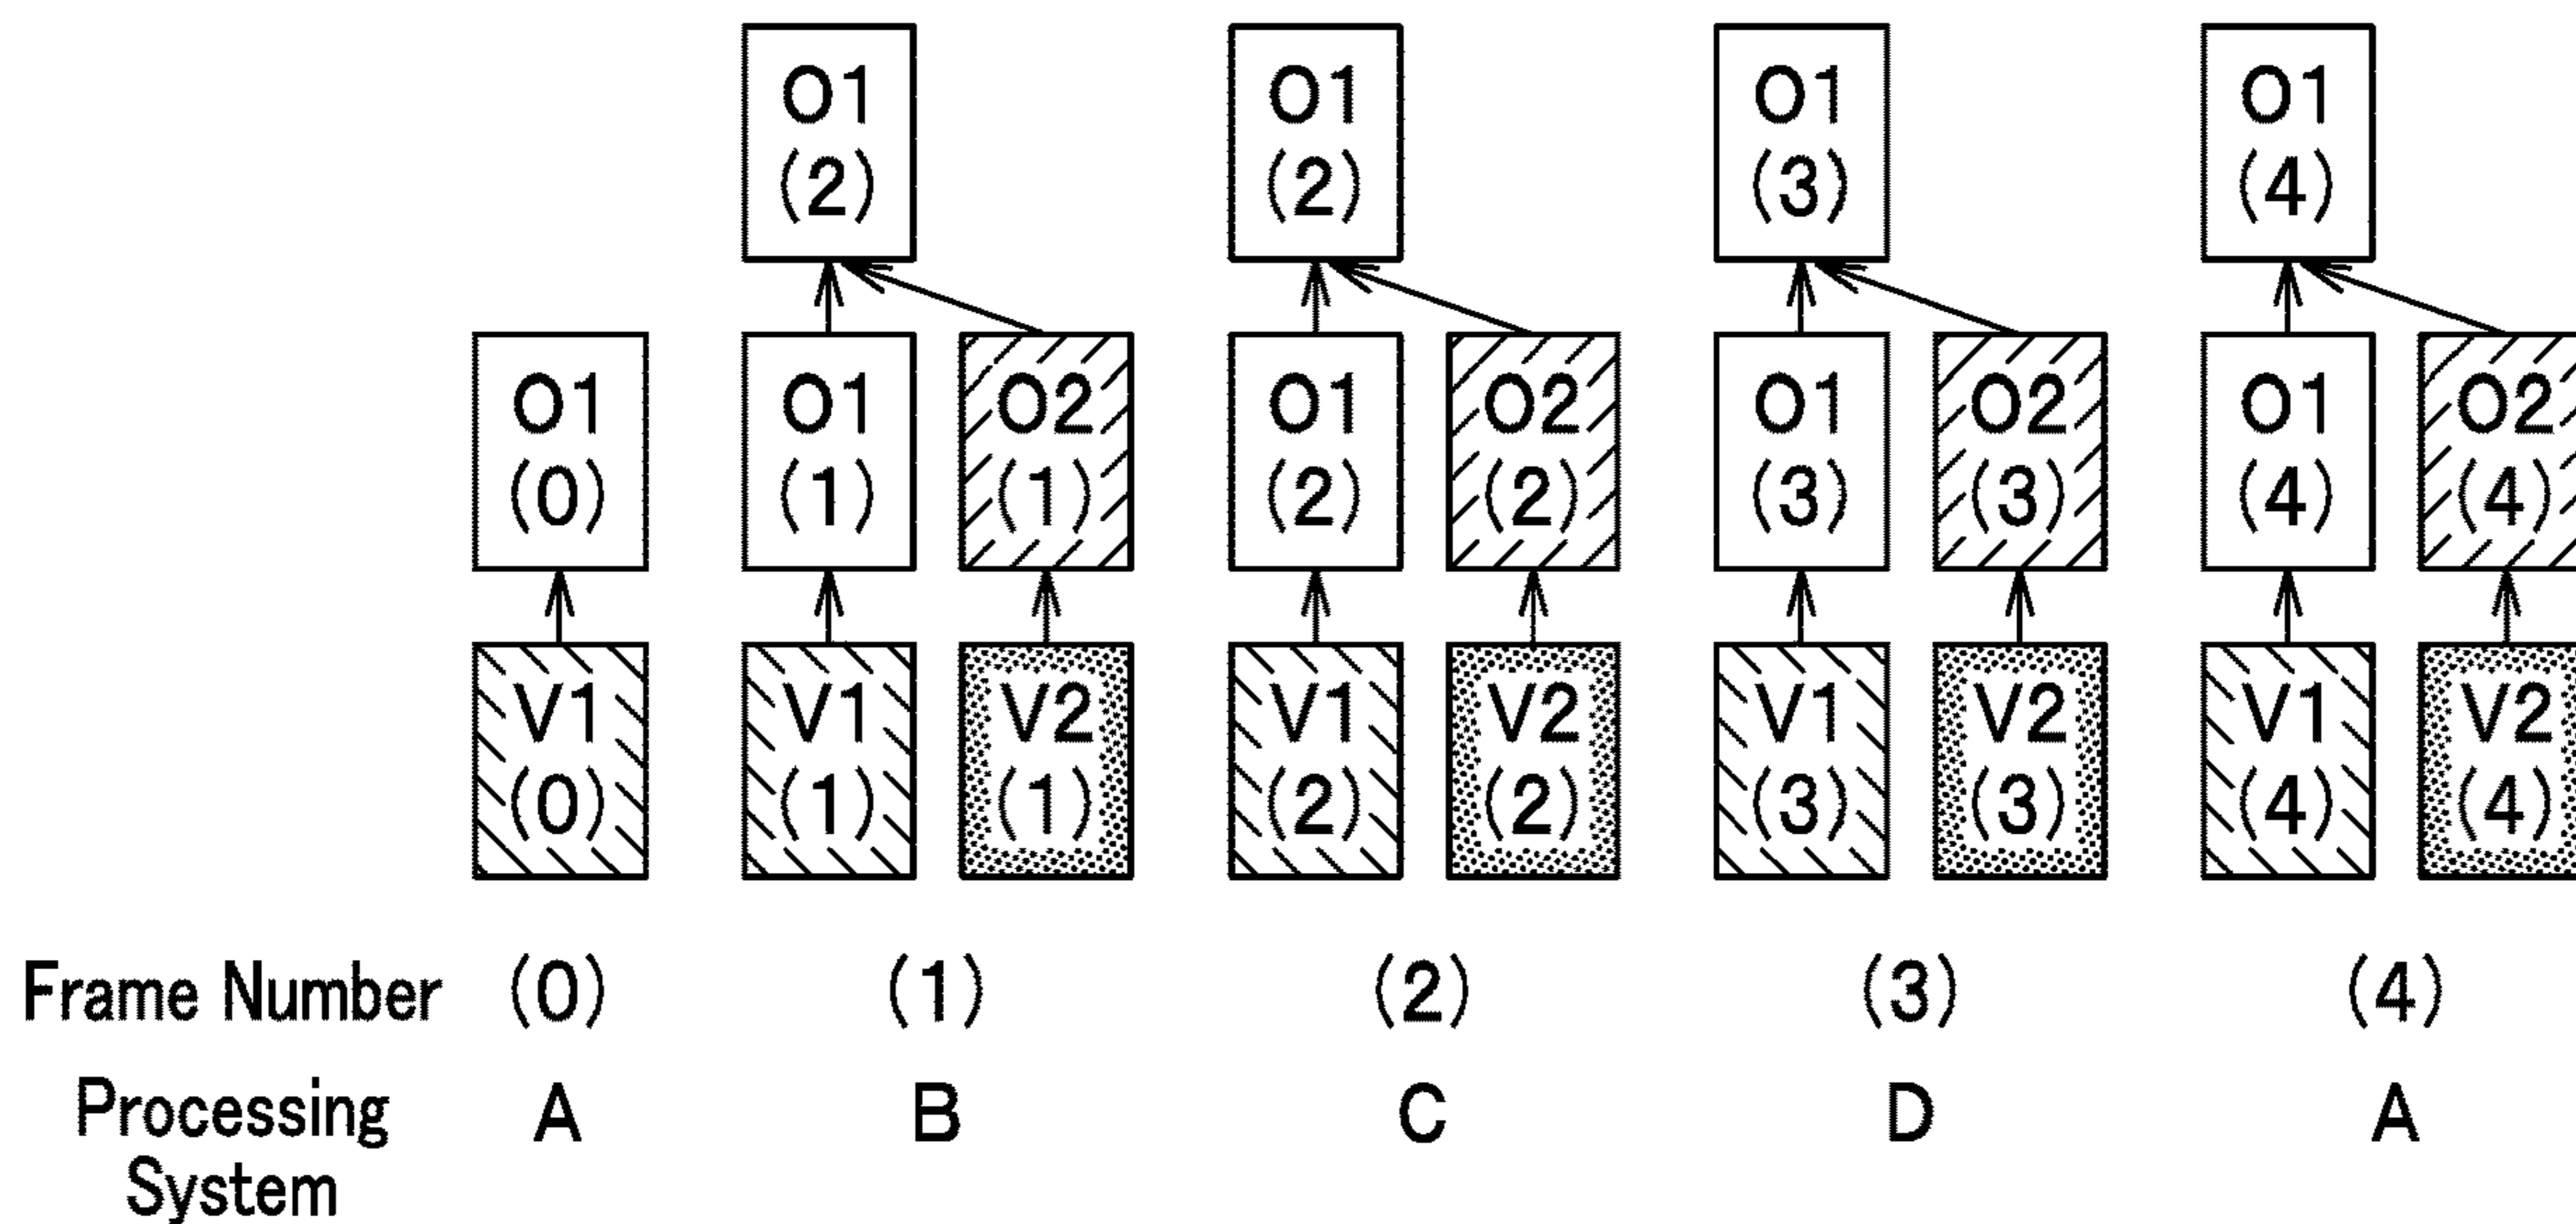 O1 O1 O1 O1
(2) (2) (3) (4)
O1 O1 O2 O1 O2 O1 O2 O1 O2
(0) (1) (1) (2) (2) (3) (3) (4) (4)
V1 V1 V2 V1 V2 V1 V2 V1 V2
(0) (1) (1) (2) (2) (3) (3) (4) (4)
Frame Number (0) (1) (2) (3) (4)
Processing A B C D A
System